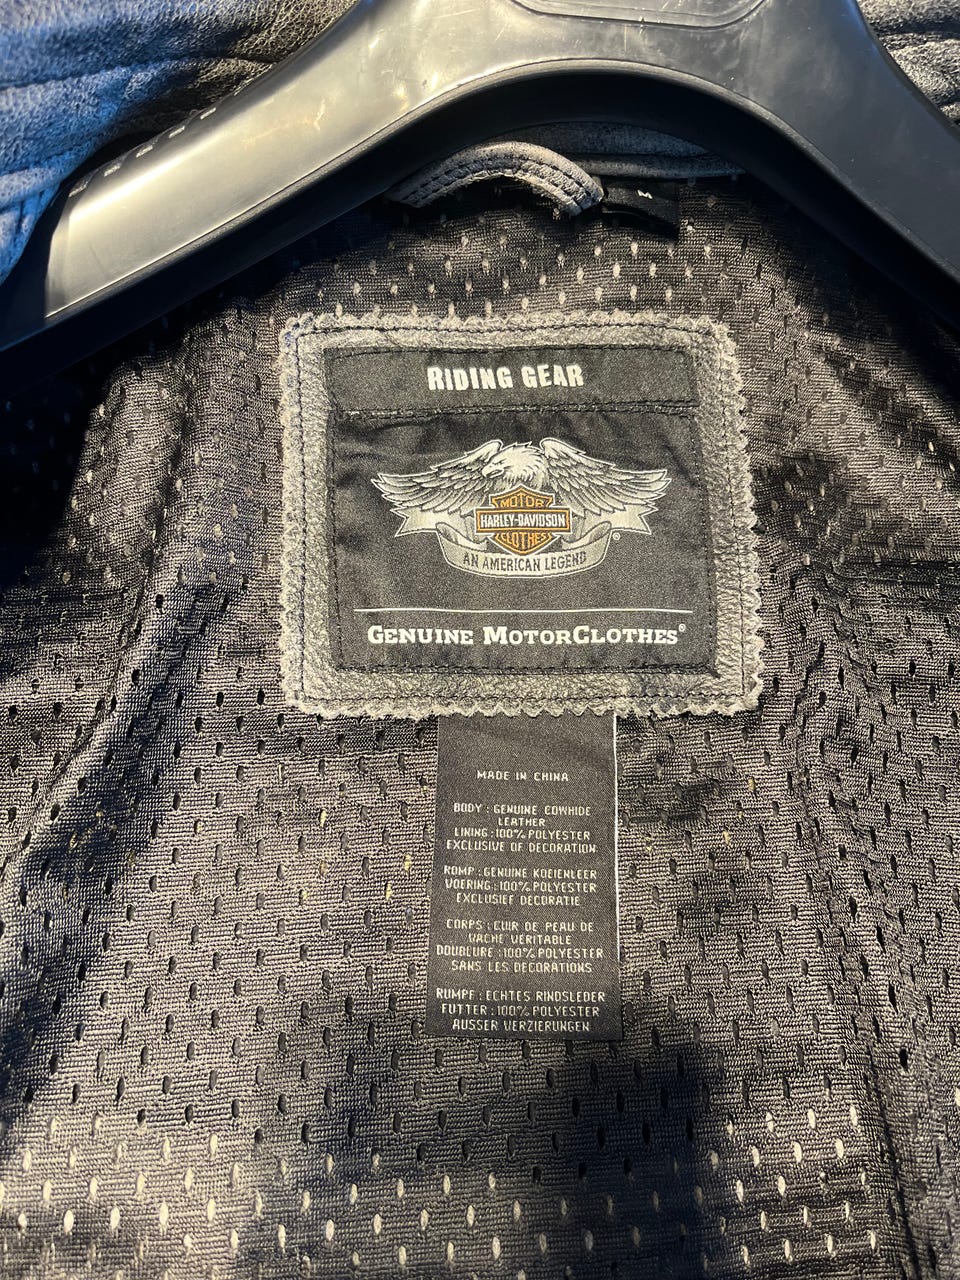 M
RIDING GEAR
MOTOR
HARLEY-DAVIDSON
CLOTHES
®
AN AMERICAN LEGEND
GENUINE MOTORCLOTHES®
MADE IN CHINA
BODY : GENUINE COWHIDE
LEATHER
LINING : 100% POLYESTER
EXCLUSIVE OF DECORATION
ROMP : GENUINE KOEIENLEER
VOERING : 100% POLYESTER
EXCLUSIEF DECORATIE
CORPS : CUIR DE PEAU DE
VACHE VERITABLE
DOUBLURE : 100% POLYESTER
SANS LES DECORATIONS
RUMPF : ECHTES RINDSLEDER
FUTTER : 100% POLYESTER
AUSSER VERZIERUNGEN